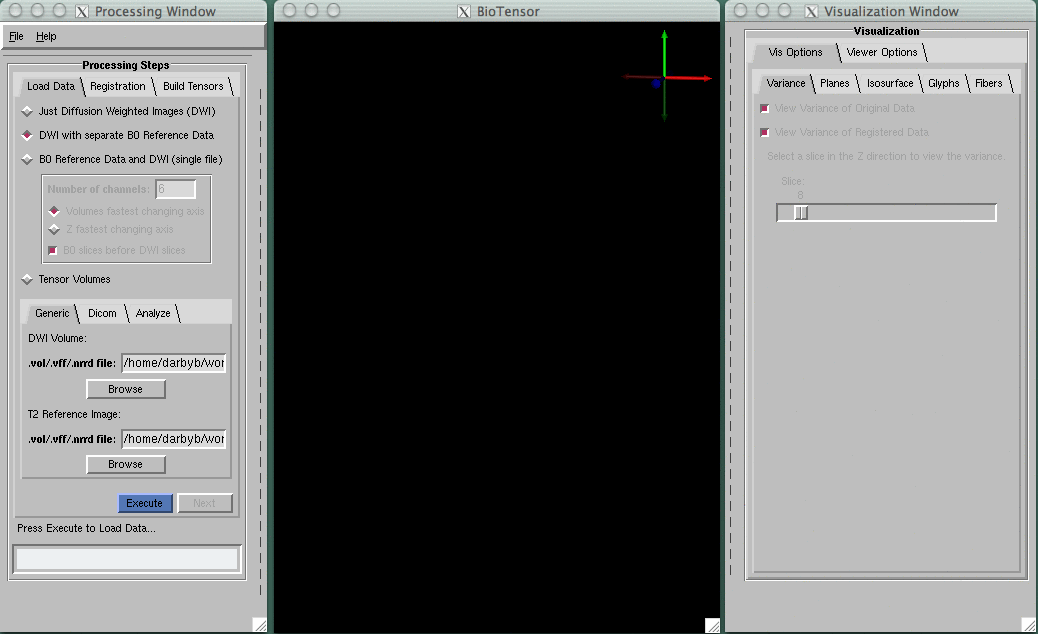 Processing Window
File Help
Processing Steps
Load Data Registration Build Tensors
Just Diffusion Weighted Images (DWI)
DWI with separate B0 Reference Data
B0 Reference Data and DWI (single file)
Number of channels: 6
Volumes fastest changing axis
Z fastest changing axis
B0 slices before DWI slices
Tensor Volumes
Generic Dicom Analyze
DWI Volume:
.vol/.vff/.nrrd file: /home/darbyb/wor
Browse
T2 Reference Image:
.vol/.vff/.nrrd file: /home/darbyb/wor
Browse
Execute Next
Press Execute to Load Data...
BioTensor
Visualization Window
Visualization
Vis Options Viewer Options
Variance Planes Isosurface Glyphs Fibers
View Variance of Original Data
View Variance of Registered Data
Select a slice in the Z direction to view the variance.
Slice:
6